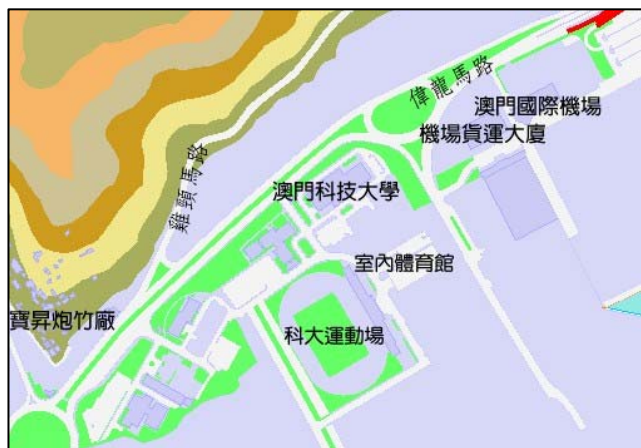 偉龍馬路
澳門國際機場
機場貨運大廈
雞頸馬路
澳門科技大學
室內體育館
寶昇炮竹廠
科大運動場